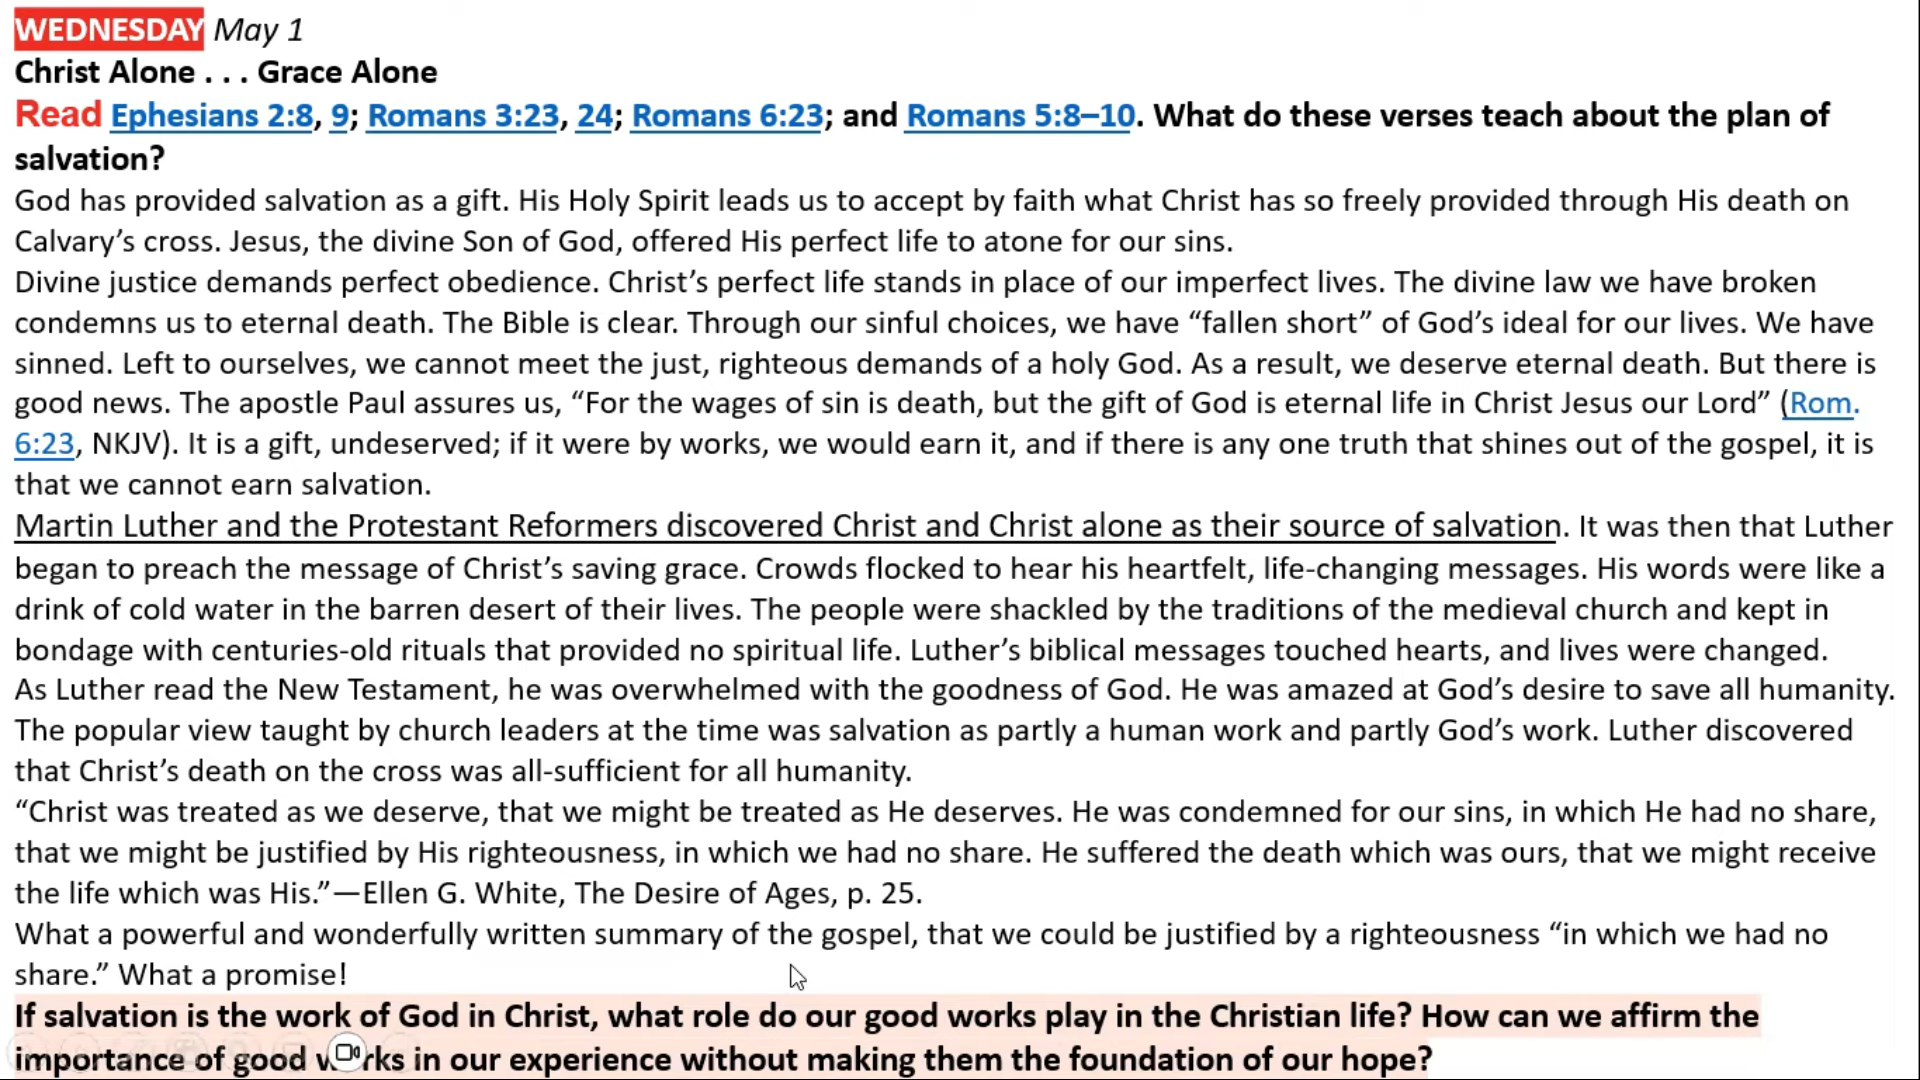 WEDNESDAY May 1
Christ Alone . . . Grace Alone
Read Ephesians 2:8, 9; Romans 3:23, 24; Romans 6:23; and Romans 5:8–10. What do these verses teach about the plan of
salvation?
God has provided salvation as a gift. His Holy Spirit leads us to accept by faith what Christ has so freely provided through His death on
Calvary’s cross. Jesus, the divine Son of God, offered His perfect life to atone for our sins.
Divine justice demands perfect obedience. Christ’s perfect life stands in place of our imperfect lives. The divine law we have broken
condemns us to eternal death. The Bible is clear. Through our sinful choices, we have “fallen short” of God’s ideal for our lives. We have
sinned. Left to ourselves, we cannot meet the just, righteous demands of a holy God. As a result, we deserve eternal death. But there is
good news. The apostle Paul assures us, “For the wages of sin is death, but the gift of God is eternal life in Christ Jesus our Lord” (Rom.
6:23, NKJV). It is a gift, undeserved; if it were by works, we would earn it, and if there is any one truth that shines out of the gospel, it is
that we cannot earn salvation.
Martin Luther and the Protestant Reformers discovered Christ and Christ alone as their source of salvation. It was then that Luther
began to preach the message of Christ’s saving grace. Crowds flocked to hear his heartfelt, life-changing messages. His words were like a
drink of cold water in the barren desert of their lives. The people were shackled by the traditions of the medieval church and kept in
bondage with centuries-old rituals that provided no spiritual life. Luther’s biblical messages touched hearts, and lives were changed.
As Luther read the New Testament, he was overwhelmed with the goodness of God. He was amazed at God’s desire to save all humanity.
The popular view taught by church leaders at the time was salvation as partly a human work and partly God’s work. Luther discovered
that Christ’s death on the cross was all-sufficient for all humanity.
“Christ was treated as we deserve, that we might be treated as He deserves. He was condemned for our sins, in which He had no share,
that we might be justified by His righteousness, in which we had no share. He suffered the death which was ours, that we might receive
the life which was His.”—Ellen G. White, The Desire of Ages, p. 25.
What a powerful and wonderfully written summary of the gospel, that we could be justified by a righteousness “in which we had no
share.” What a promise!
If salvation is the work of God in Christ, what role do our good works play in the Christian life? How can we affirm the
importance of good works in our experience without making them the foundation of our hope?